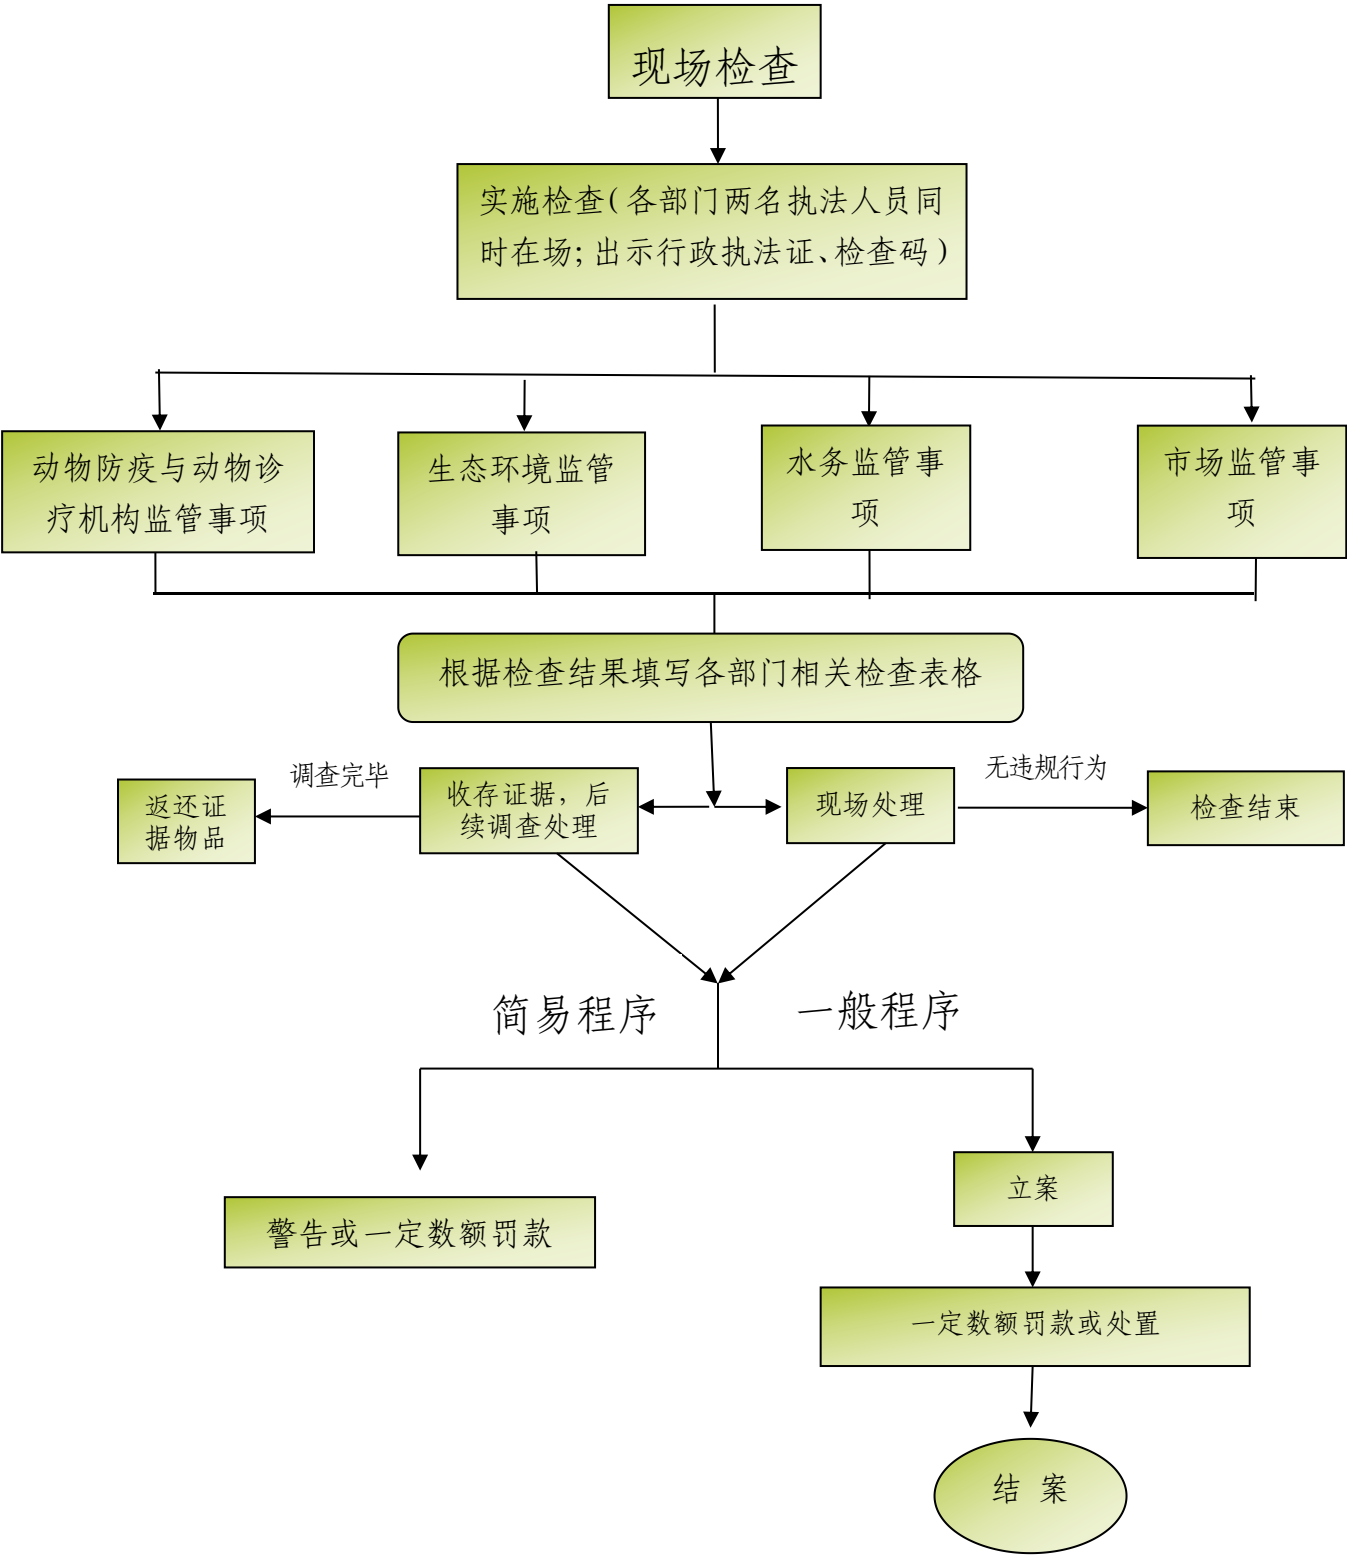 现场检查
实施检查(各部门两名执法人员同
时在场;出示行政执法证、检查码)
动物防疫与动物诊
疗机构监管事项
生态环境监管
事项
水务监管事
项
市场监管事
项
根据检查结果填写各部门相关检查表格
调查完毕
无违规行为
返还证
据物品
收存证据，后
续调查处理
现场处理
检查结束
简易程序
一般程序
立案
警告或一定数额罚款
一定数额罚款或处置
结 案